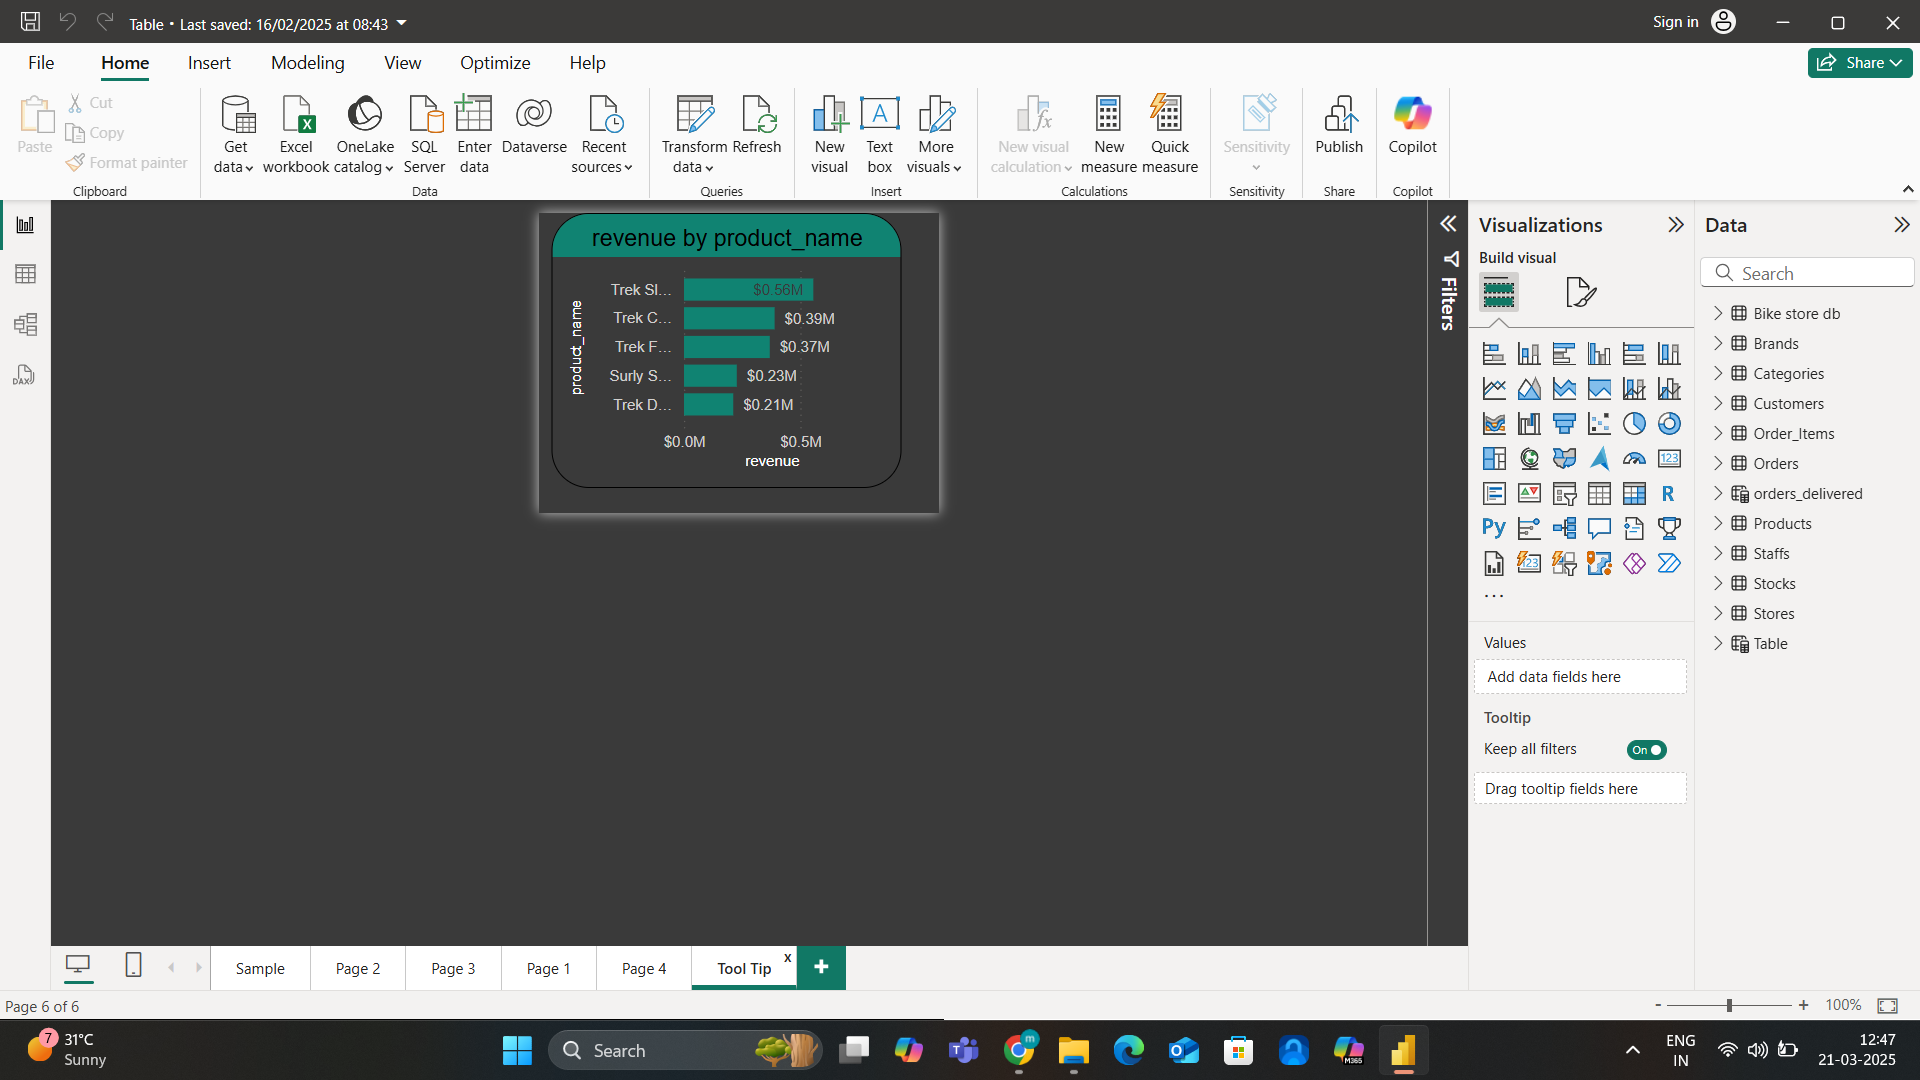 Table • Last saved: 16/02/2025 at 08:43
Sign in
File Home Insert Modeling View Optimize Help
Share
Paste
Cut
Copy
Format painter
Clipboard
Get data
Excel workbook
OneLake catalog
SQL Server
Enter data
Dataverse
Recent sources
Data
Transform data
Refresh
Queries
New visual
Text box
More visuals
Insert
New visual calculation
New measure
Quick measure
Calculations
Sensitivity
Sensitivity
Publish
Share
Copilot
Copilot
revenue by product_name
product_name
Trek Sl... $0.56M
Trek C... $0.39M
Trek F... $0.37M
Surly S... $0.23M
Trek D... $0.21M
$0.0M $0.5M
revenue
Filters
Visualizations
Build visual
123
R
Py
123
...
Values
Add data fields here
Tooltip
Keep all filters
On
Drag tooltip fields here
Data
Search
Bike store db
Brands
Categories
Customers
Order_Items
Orders
orders_delivered
Products
Staffs
Stocks
Stores
Table
DAX
Sample
Page 2
Page 3
Page 1
Page 4
Tool Tip
x
+
Page 6 of 6
- + 100%
7
31°C
Sunny
Search
m
M365
ENG
IN
12:47
21-03-2025